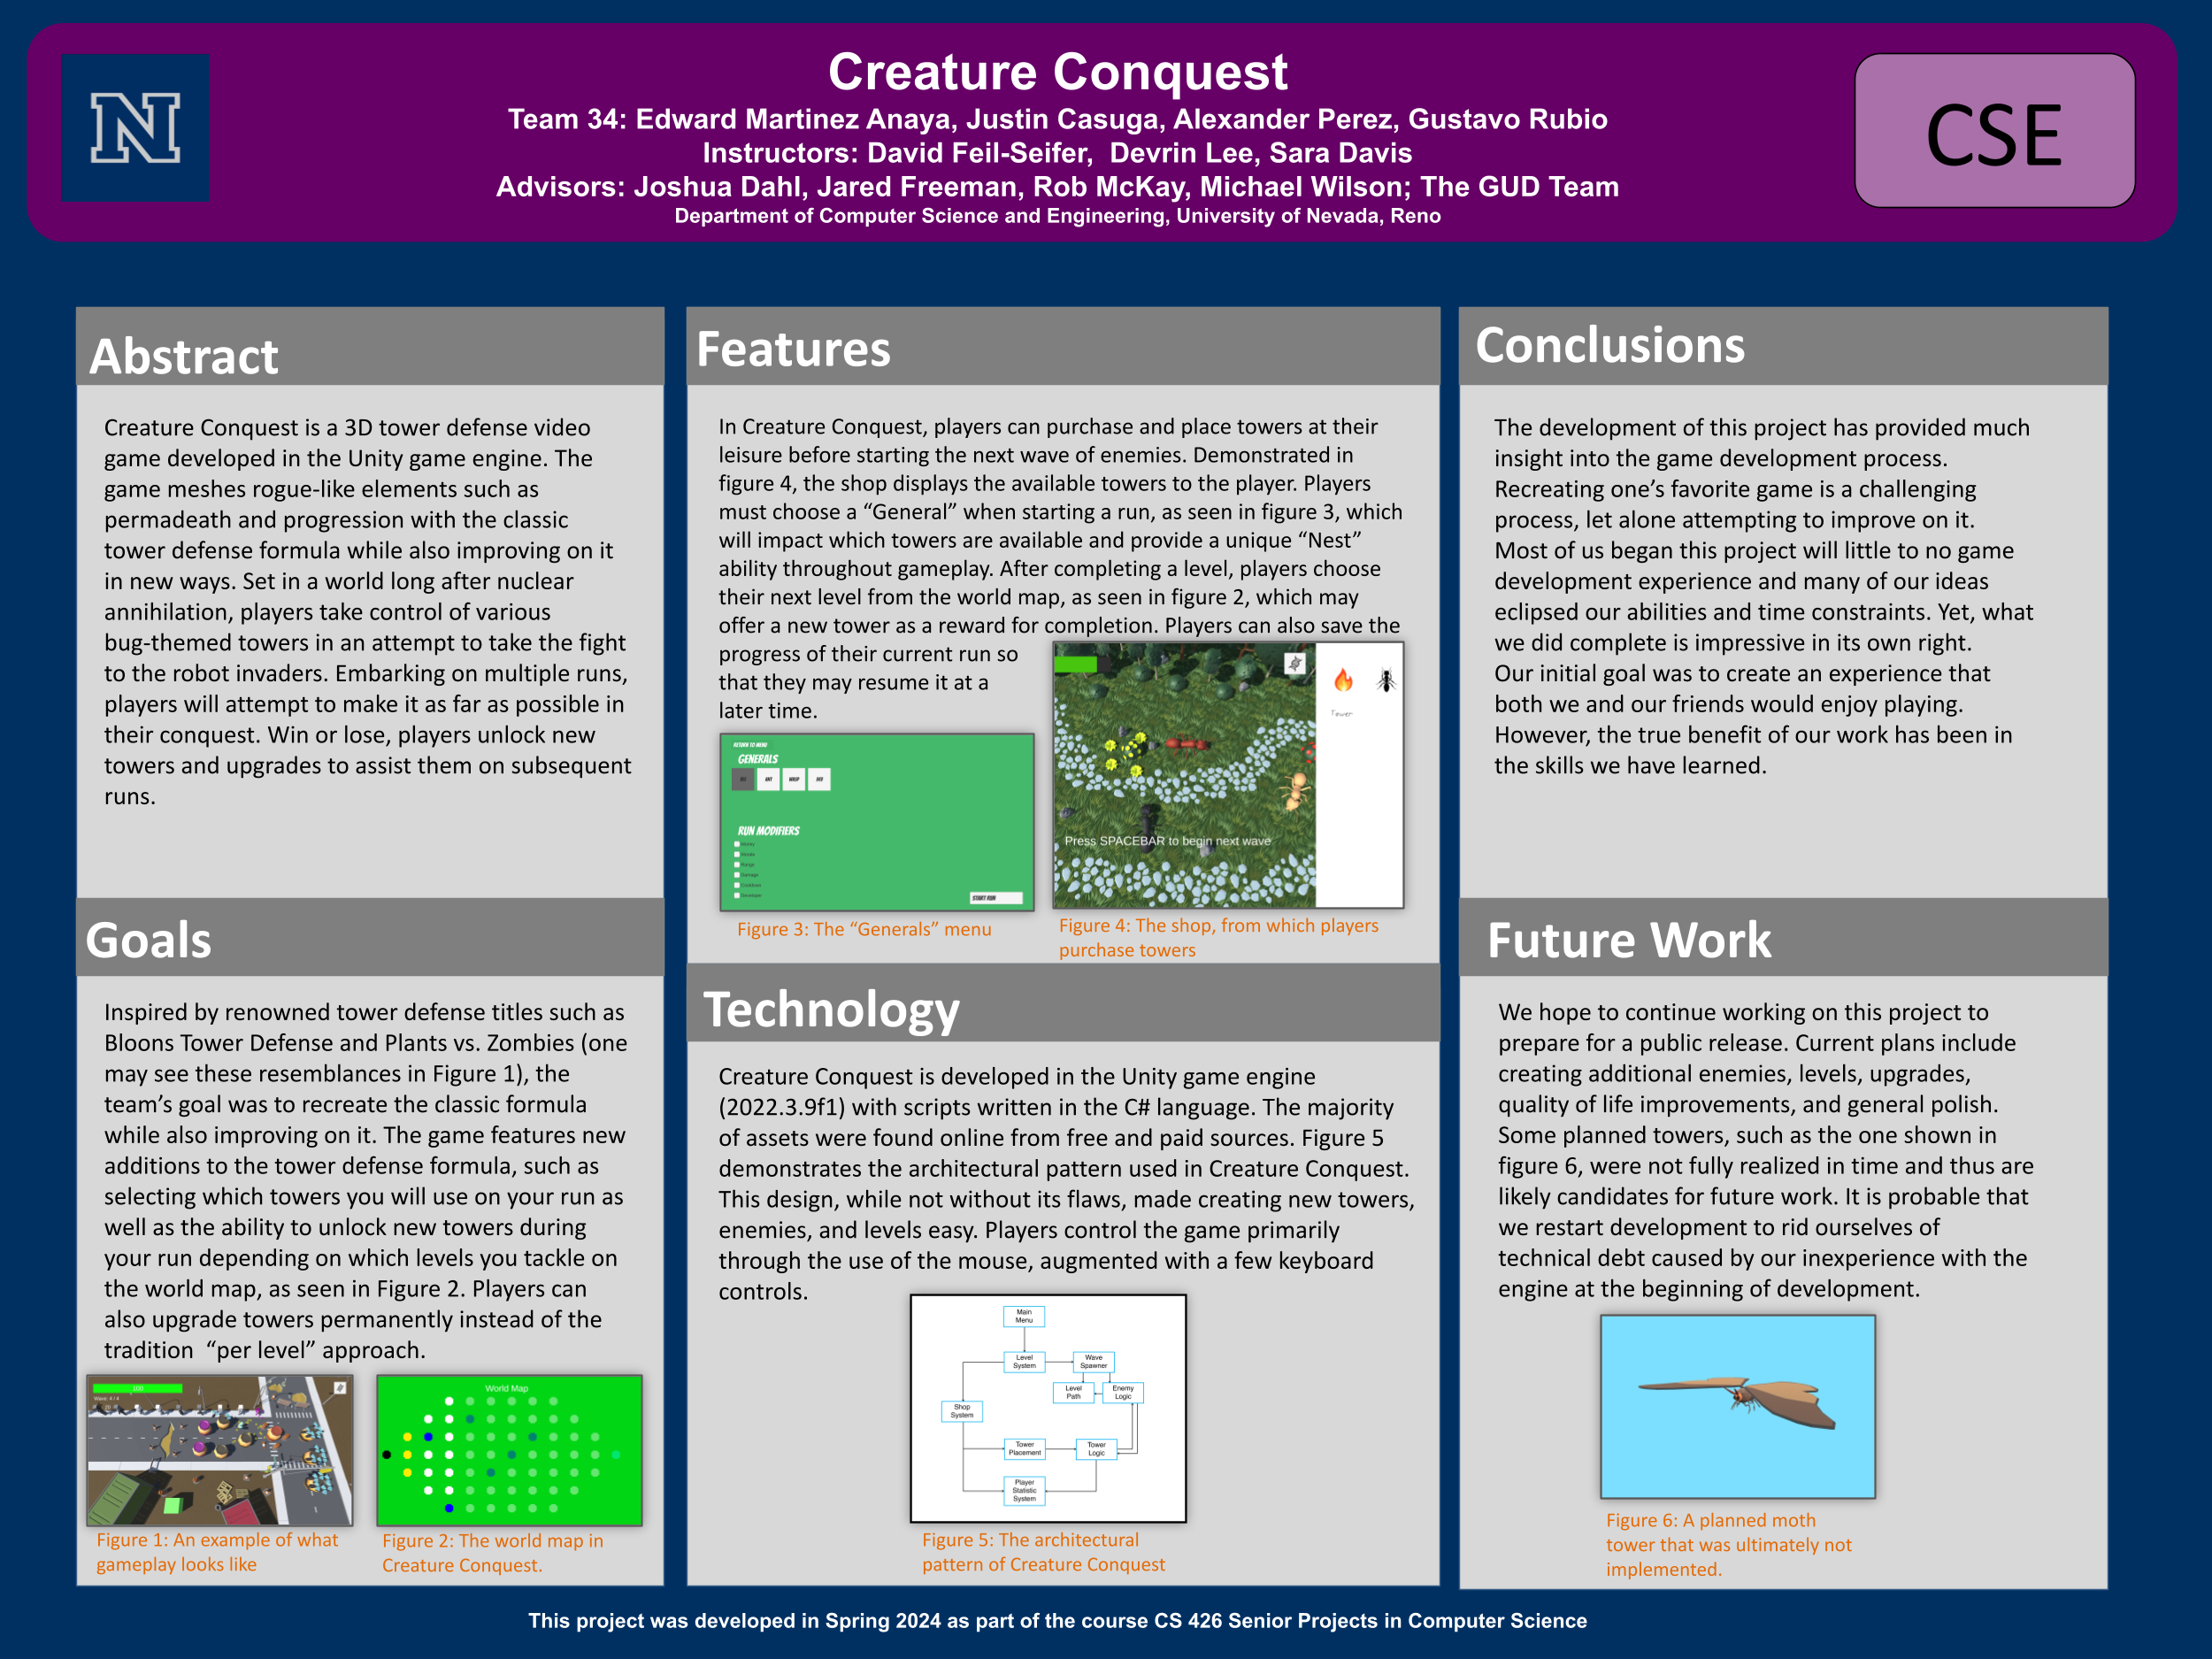 N
Creature Conquest
Team 34: Edward Martinez Anaya, Justin Casuga, Alexander Perez, Gustavo Rubio
Instructors: David Feil-Seifer,  Devrin Lee, Sara Davis
Advisors: Joshua Dahl, Jared Freeman, Rob McKay, Michael Wilson; The GUD Team
Department of Computer Science and Engineering, University of Nevada, Reno
CSE
Abstract
Creature Conquest is a 3D tower defense video
game developed in the Unity game engine. The
game meshes rogue-like elements such as
permadeath and progression with the classic
tower defense formula while also improving on it
in new ways. Set in a world long after nuclear
annihilation, players take control of various
bug-themed towers in an attempt to take the fight
to the robot invaders. Embarking on multiple runs,
players will attempt to make it as far as possible in
their conquest. Win or lose, players unlock new
towers and upgrades to assist them on subsequent
runs.
Goals
Inspired by renowned tower defense titles such as
Bloons Tower Defense and Plants vs. Zombies (one
may see these resemblances in Figure 1), the
team’s goal was to recreate the classic formula
while also improving on it. The game features new
additions to the tower defense formula, such as
selecting which towers you will use on your run as
well as the ability to unlock new towers during
your run depending on which levels you tackle on
the world map, as seen in Figure 2. Players can
also upgrade towers permanently instead of the
tradition  “per level” approach.
100
Wave: 4 / 4
Figure 1: An example of what
gameplay looks like
World Map
Figure 2: The world map in
Creature Conquest.
Features
In Creature Conquest, players can purchase and place towers at their
leisure before starting the next wave of enemies. Demonstrated in
figure 4, the shop displays the available towers to the player. Players
must choose a “General” when starting a run, as seen in figure 3, which
will impact which towers are available and provide a unique “Nest”
ability throughout gameplay. After completing a level, players choose
their next level from the world map, as seen in figure 2, which may
offer a new tower as a reward for completion. Players can also save the
progress of their current run so
that they may resume it at a
later time.
RETURN TO MENU
GENERALS
ANT
WASP
RUN MODIFIERS
Range
Damage
Cooldown
Developer
START RUN
Figure 3: The “Generals” menu
Tower
Press SPACEBAR to begin next wave
Figure 4: The shop, from which players
purchase towers
Technology
Creature Conquest is developed in the Unity game engine
(2022.3.9f1) with scripts written in the C# language. The majority
of assets were found online from free and paid sources. Figure 5
demonstrates the architectural pattern used in Creature Conquest.
This design, while not without its flaws, made creating new towers,
enemies, and levels easy. Players control the game primarily
through the use of the mouse, augmented with a few keyboard
controls.
Main
Menu
Level
System
Wave
Spawner
Level
Path
Enemy
Logic
Shop
System
Tower
Placement
Tower
Logic
Player
Statistic
System
Figure 5: The architectural
pattern of Creature Conquest
Conclusions
The development of this project has provided much
insight into the game development process.
Recreating one’s favorite game is a challenging
process, let alone attempting to improve on it.
Most of us began this project will little to no game
development experience and many of our ideas
eclipsed our abilities and time constraints. Yet, what
we did complete is impressive in its own right.
Our initial goal was to create an experience that
both we and our friends would enjoy playing.
However, the true benefit of our work has been in
the skills we have learned.
Future Work
We hope to continue working on this project to
prepare for a public release. Current plans include
creating additional enemies, levels, upgrades,
quality of life improvements, and general polish.
Some planned towers, such as the one shown in
figure 6, were not fully realized in time and thus are
likely candidates for future work. It is probable that
we restart development to rid ourselves of
technical debt caused by our inexperience with the
engine at the beginning of development.
Figure 6: A planned moth
tower that was ultimately not
implemented.
This project was developed in Spring 2024 as part of the course CS 426 Senior Projects in Computer Science